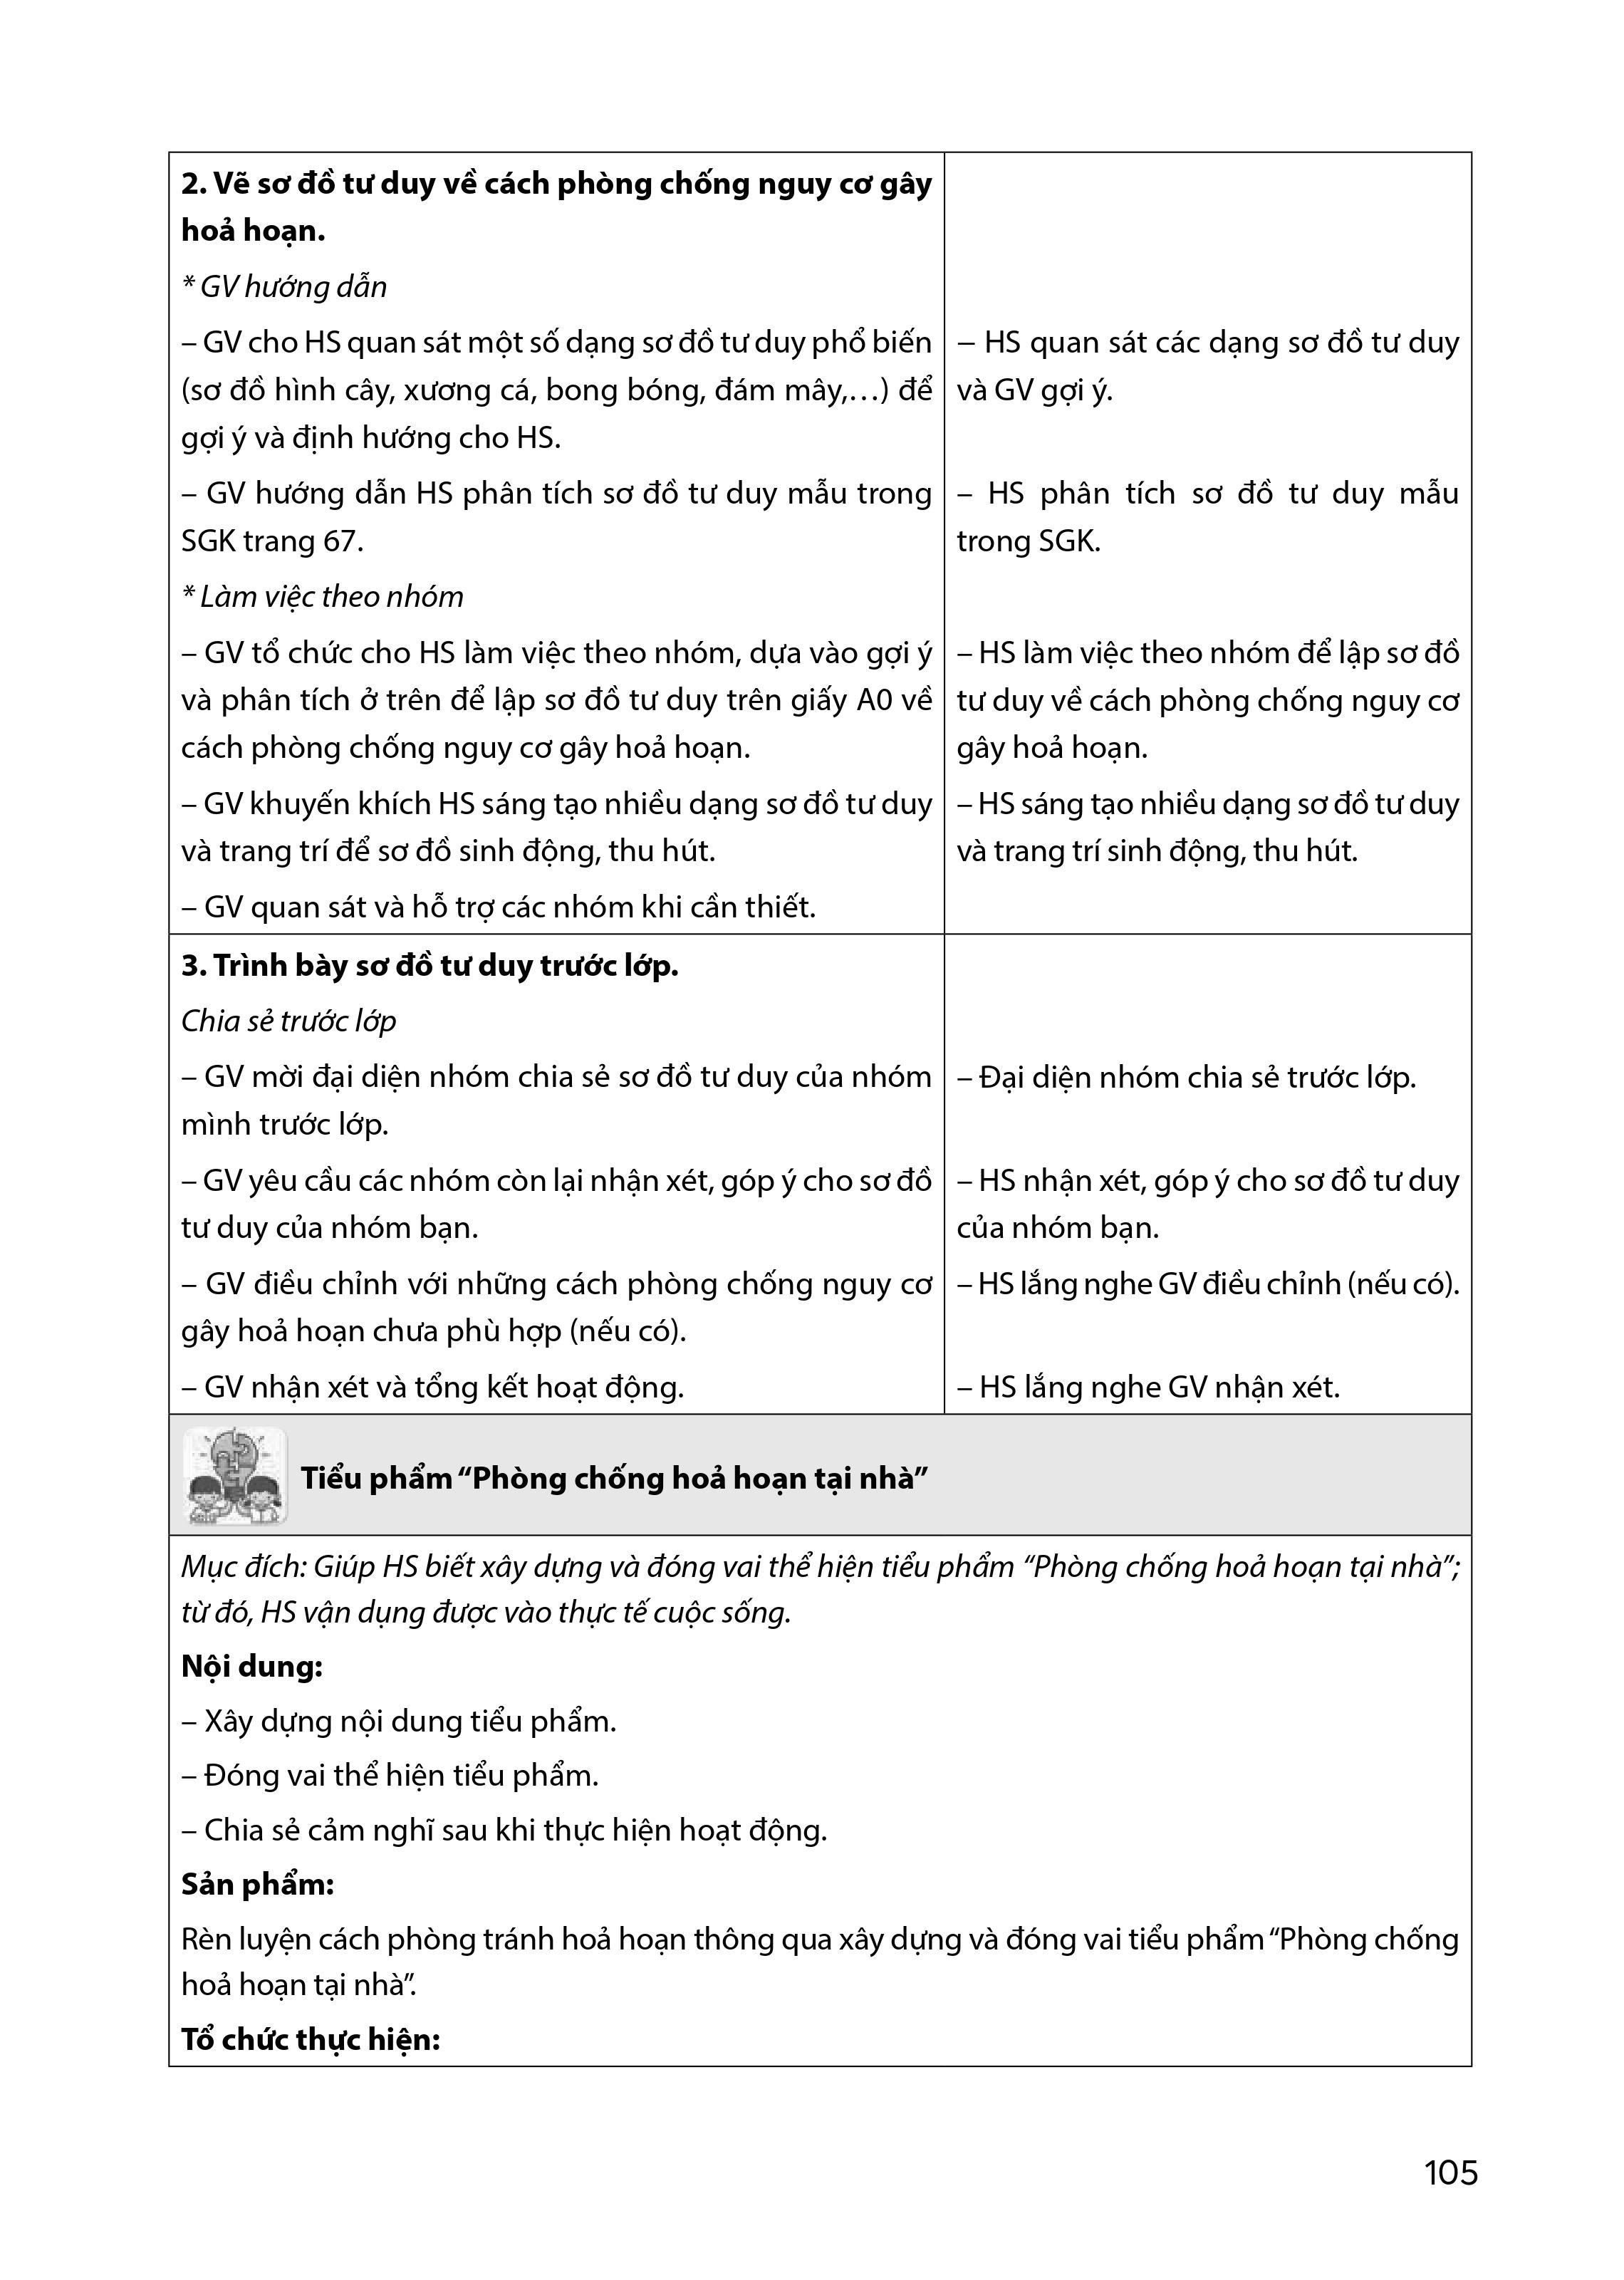 2. Vẽ sơ đồ tư duy về cách phòng chống nguy cơ gây
hoả hoạn.
* GV hướng dẫn
– GV cho HS quan sát một số dạng sơ đồ tư duy phổ biến
(sơ đồ hình cây, xương cá, bong bóng, đám mây,…) để
gợi ý và định hướng cho HS.
– HS quan sát các dạng sơ đồ tư duy
và GV gợi ý.
– GV hướng dẫn HS phân tích sơ đồ tư duy mẫu trong
SGK trang 67.
– HS phân tích sơ đồ tư duy mẫu
trong SGK.
* Làm việc theo nhóm
– GV tổ chức cho HS làm việc theo nhóm, dựa vào gợi ý
và phân tích ở trên để lập sơ đồ tư duy trên giấy A0 về
cách phòng chống nguy cơ gây hoả hoạn.
– HS làm việc theo nhóm để lập sơ đồ
tư duy về cách phòng chống nguy cơ
gây hoả hoạn.
– GV khuyến khích HS sáng tạo nhiều dạng sơ đồ tư duy
và trang trí để sơ đồ sinh động, thu hút.
– HS sáng tạo nhiều dạng sơ đồ tư duy
và trang trí sinh động, thu hút.
– GV quan sát và hỗ trợ các nhóm khi cần thiết.
3. Trình bày sơ đồ tư duy trước lớp.
Chia sẻ trước lớp
– GV mời đại diện nhóm chia sẻ sơ đồ tư duy của nhóm
mình trước lớp.
– Đại diện nhóm chia sẻ trước lớp.
– GV yêu cầu các nhóm còn lại nhận xét, góp ý cho sơ đồ
tư duy của nhóm bạn.
– HS nhận xét, góp ý cho sơ đồ tư duy
của nhóm bạn.
– GV điều chỉnh với những cách phòng chống nguy cơ
gây hoả hoạn chưa phù hợp (nếu có).
– HS lắng nghe GV điều chỉnh (nếu có).
– GV nhận xét và tổng kết hoạt động.
– HS lắng nghe GV nhận xét.
Tiểu phẩm “Phòng chống hoả hoạn tại nhà”
Mục đích: Giúp HS biết xây dựng và đóng vai thể hiện tiểu phẩm “Phòng chống hoả hoạn tại nhà”;
từ đó, HS vận dụng được vào thực tế cuộc sống.
Nội dung:
– Xây dựng nội dung tiểu phẩm.
– Đóng vai thể hiện tiểu phẩm.
– Chia sẻ cảm nghĩ sau khi thực hiện hoạt động.
Sản phẩm:
Rèn luyện cách phòng tránh hoả hoạn thông qua xây dựng và đóng vai tiểu phẩm “Phòng chống
hoả hoạn tại nhà”.
Tổ chức thực hiện:
105